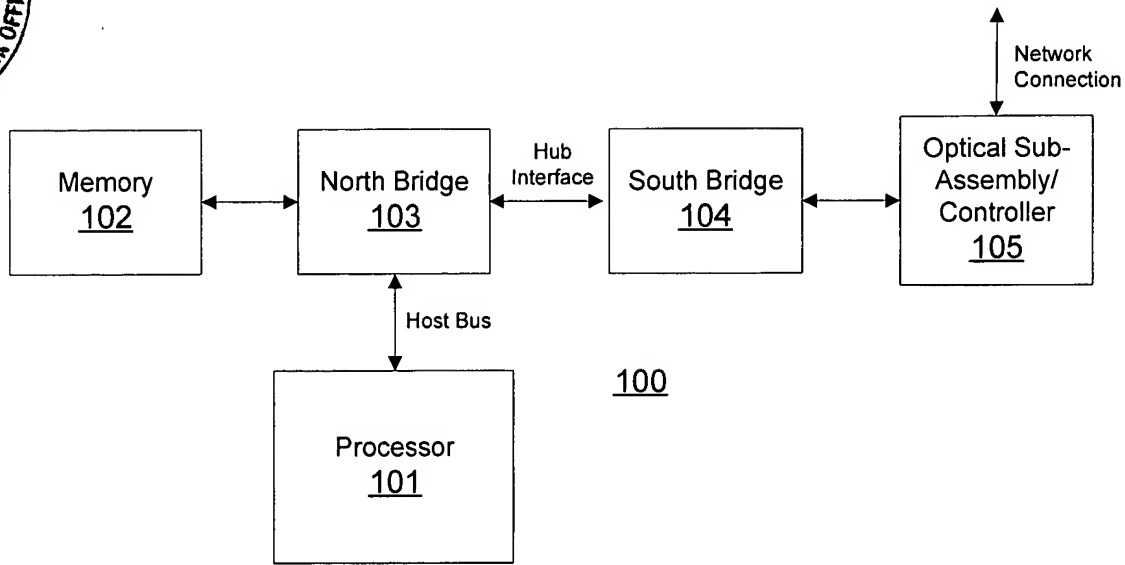 OFFI
Network
Connection
Memory
102
North Bridge
103
Hub
Interface
South Bridge
104
Optical Sub-
Assembly/
Controller
105
Host Bus
100
Processor
101